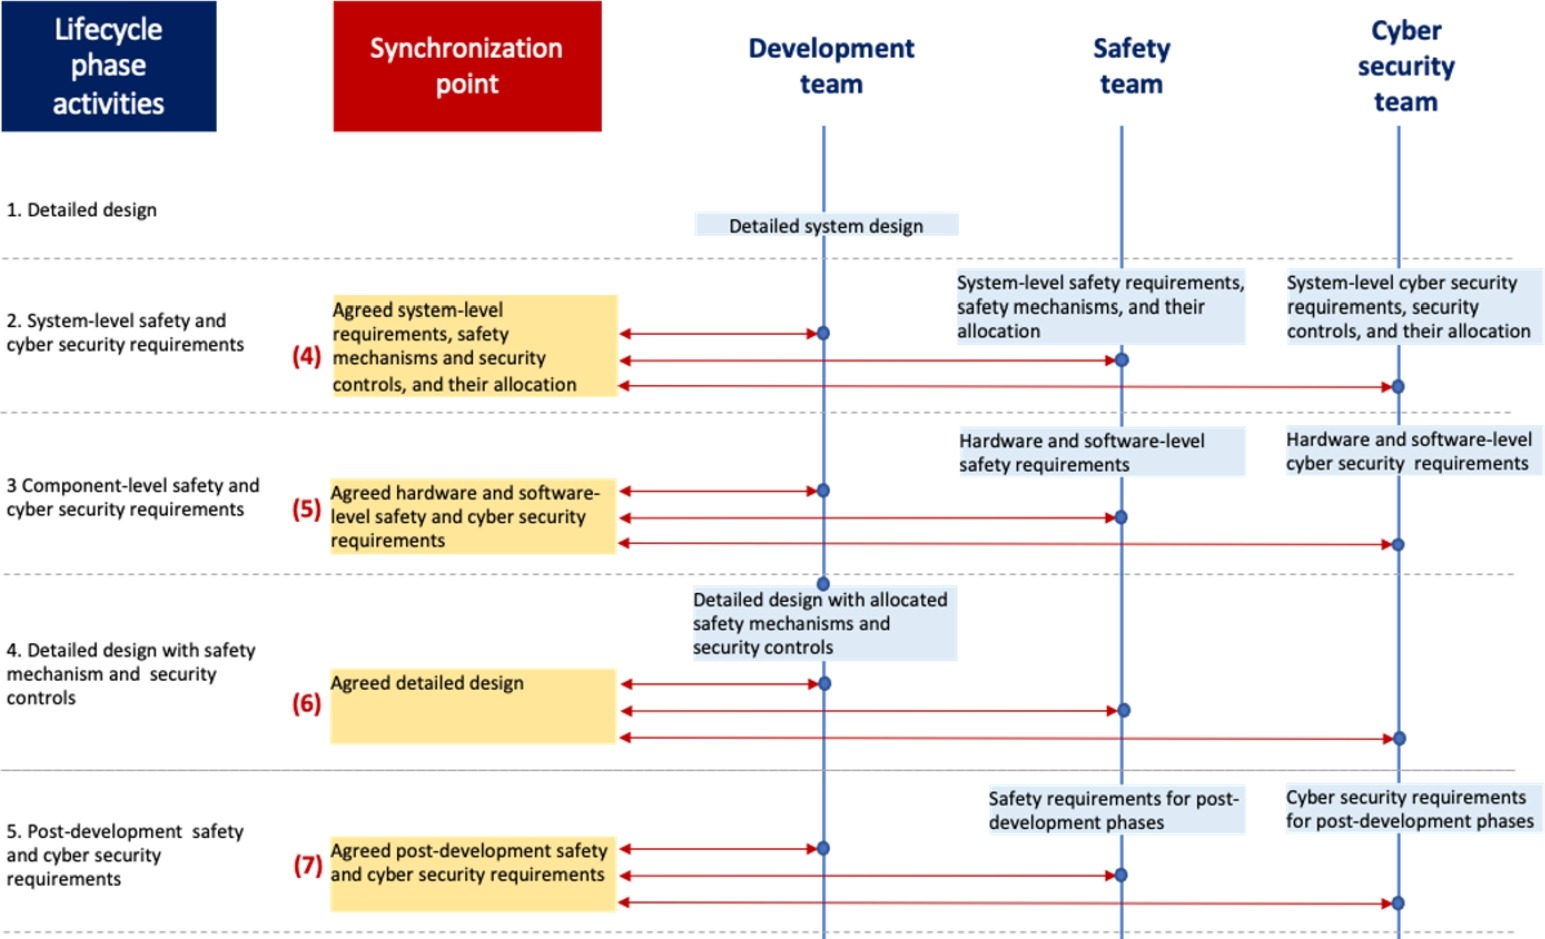 Lifecycle
phase
activities
Synchronization
point
Development
team
Safety
team
Cyber
security
team
1. Detailed design
Detailed system design
2. System-level safety and
cyber security requirements
(4)
Agreed system-level
requirements, safety
mechanisms and security
controls, and their allocation
System-level safety requirements,
safety mechanisms, and their
allocation
System-level cyber security
requirements, security
controls, and their allocation
3 Component-level safety and
cyber security requirements
(5)
Agreed hardware and software-
level safety and cyber security
requirements
Hardware and software-level
safety requirements
Hardware and software-level
cyber security requirements
4. Detailed design with safety
mechanism and security
controls
(6)
Agreed detailed design
Detailed design with allocated
safety mechanisms and
security controls
5. Post-development safety
and cyber security
requirements
(7)
Agreed post-development safety
and cyber security requirements
Safety requirements for post-
development phases
Cyber security requirements
for post-development phases